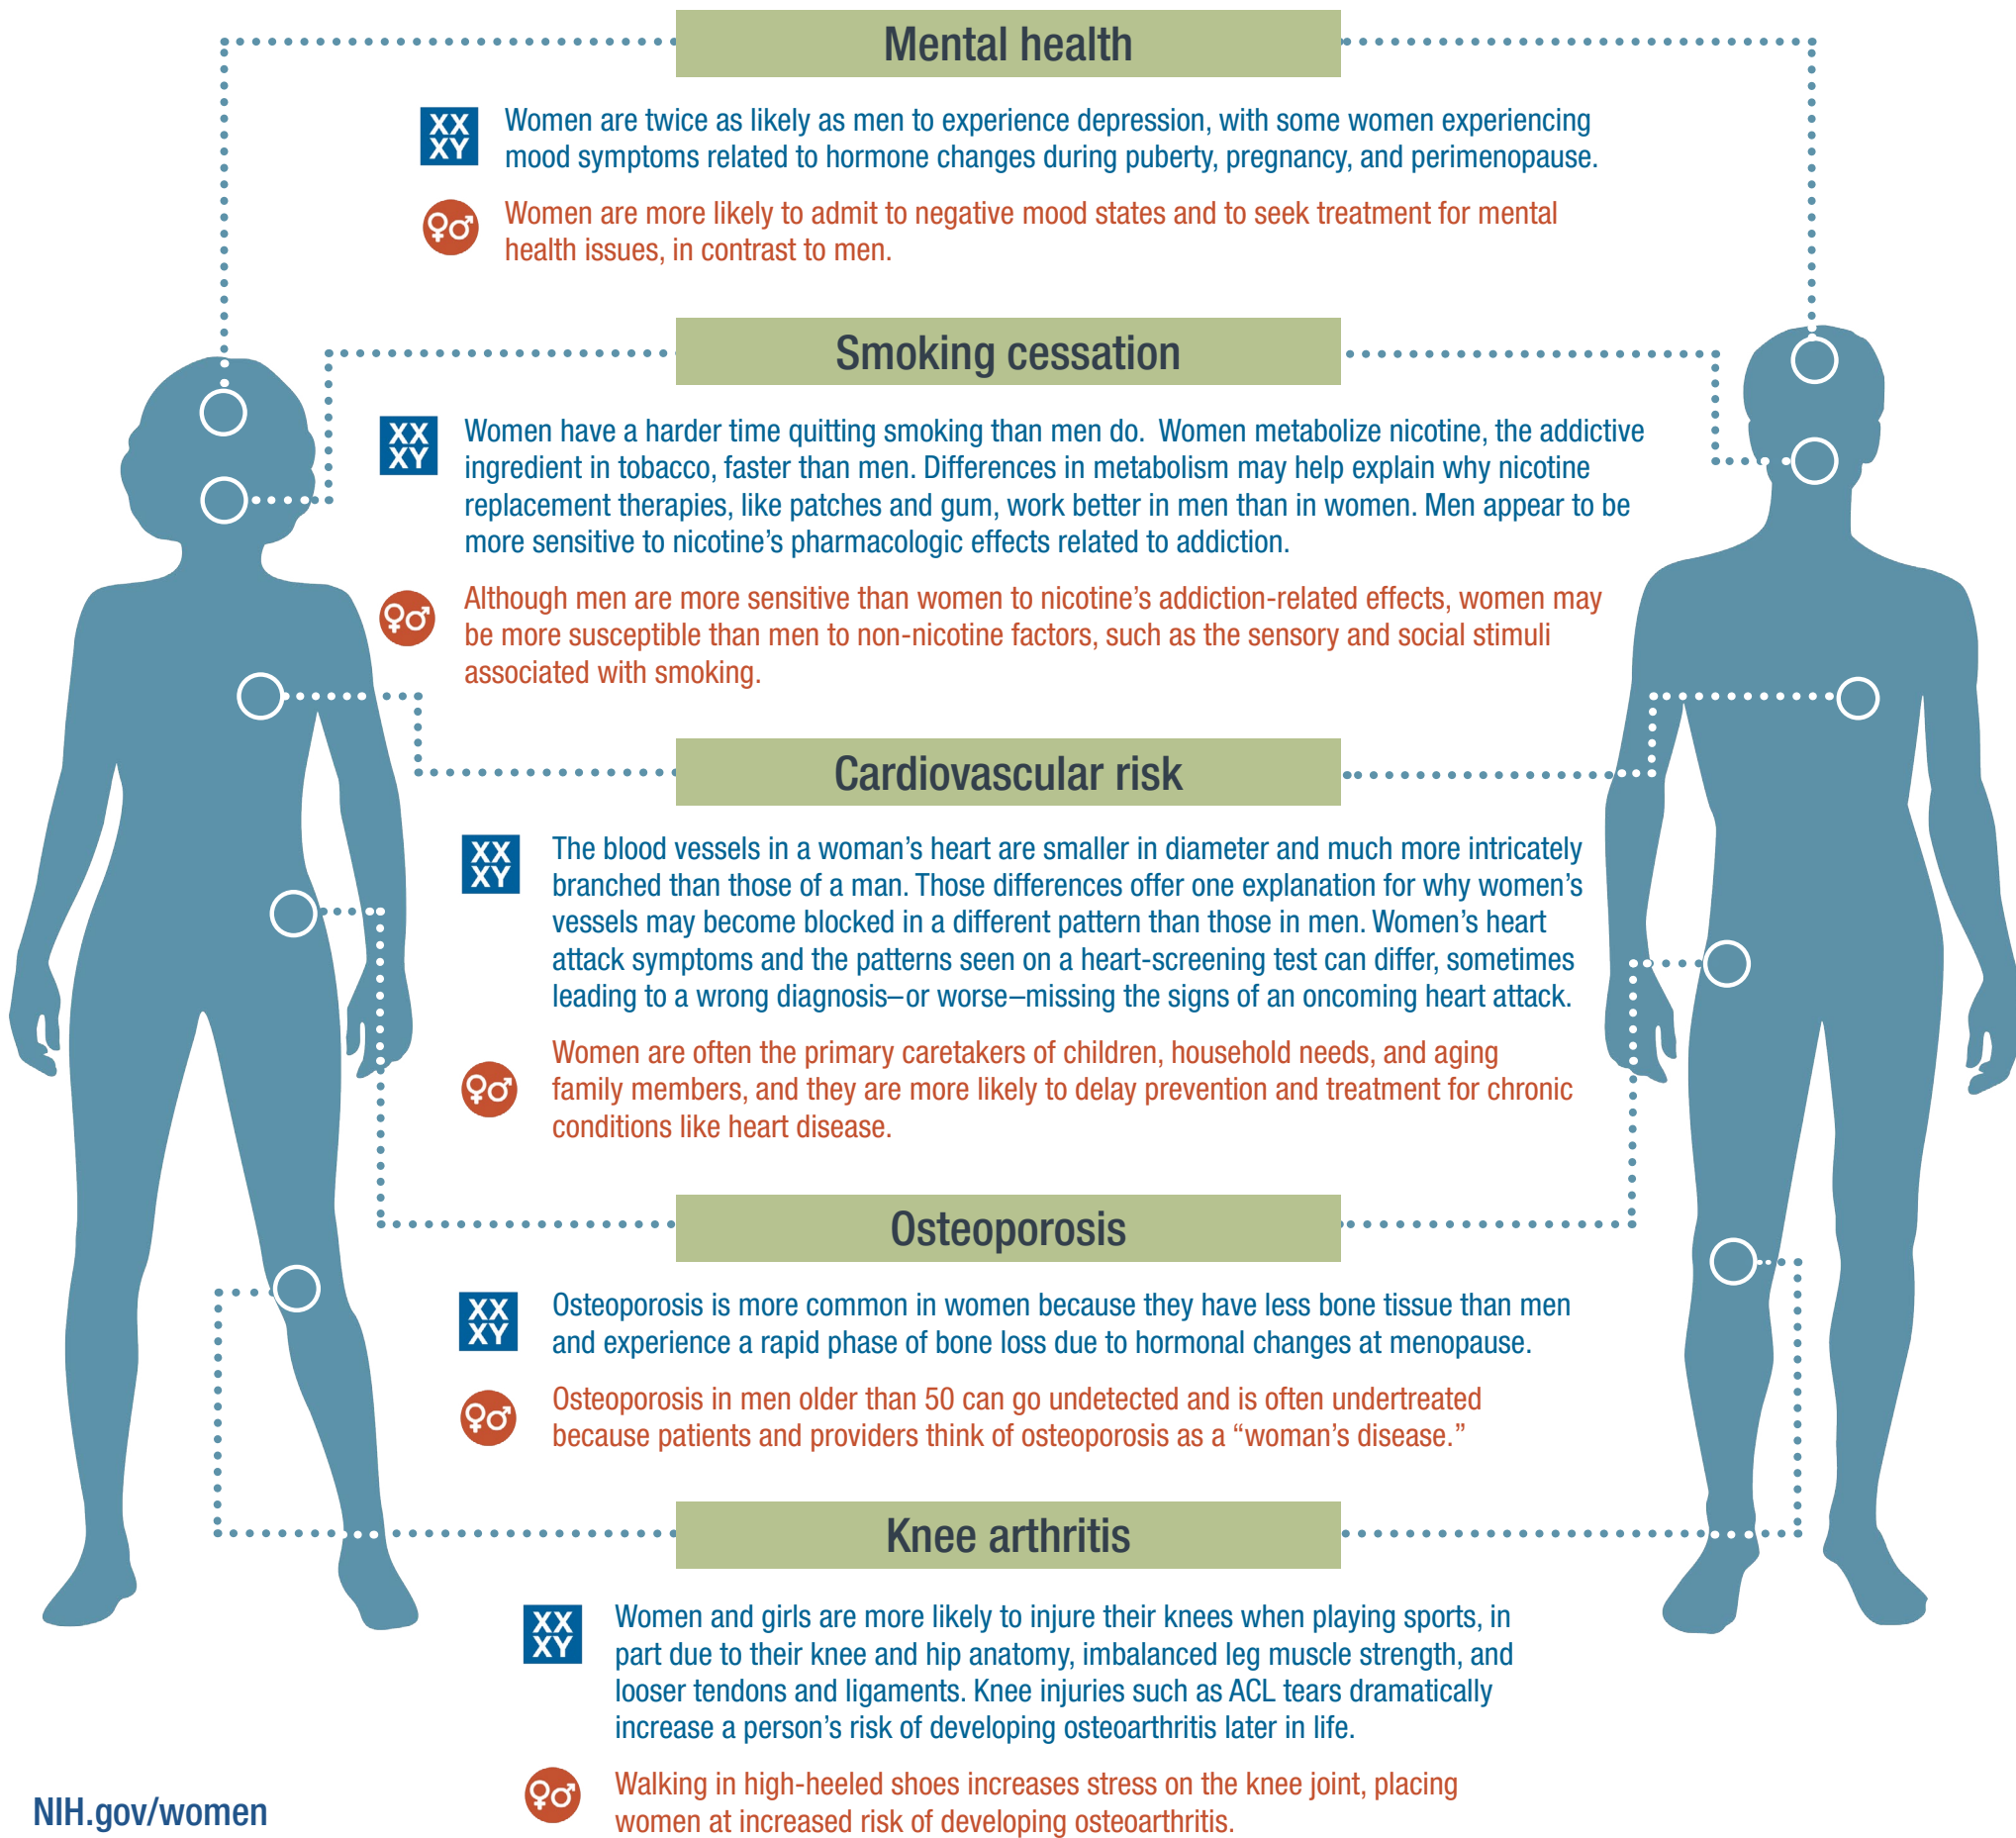 Mental health
XX
XY
Women are twice as likely as men to experience depression, with some women experiencing
mood symptoms related to hormone changes during puberty, pregnancy, and perimenopause.
Women are more likely to admit to negative mood states and to seek treatment for mental
health issues, in contrast to men.
Smoking cessation
XX
XY
Women have a harder time quitting smoking than men do.  Women metabolize nicotine, the addictive
ingredient in tobacco, faster than men. Differences in metabolism may help explain why nicotine
replacement therapies, like patches and gum, work better in men than in women. Men appear to be
more sensitive to nicotine’s pharmacologic effects related to addiction.
Although men are more sensitive than women to nicotine’s addiction-related effects, women may
be more susceptible than men to non-nicotine factors, such as the sensory and social stimuli
associated with smoking.
Cardiovascular risk
XX
XY
The blood vessels in a woman’s heart are smaller in diameter and much more intricately
branched than those of a man. Those differences offer one explanation for why women’s
vessels may become blocked in a different pattern than those in men. Women’s heart
attack symptoms and the patterns seen on a heart-screening test can differ, sometimes
leading to a wrong diagnosis–or worse–missing the signs of an oncoming heart attack.
Women are often the primary caretakers of children, household needs, and aging
family members, and they are more likely to delay prevention and treatment for chronic
conditions like heart disease.
Osteoporosis
XX
XY
Osteoporosis is more common in women because they have less bone tissue than men
and experience a rapid phase of bone loss due to hormonal changes at menopause.
Osteoporosis in men older than 50 can go undetected and is often undertreated
because patients and providers think of osteoporosis as a “woman’s disease.”
Knee arthritis
XX
XY
Women and girls are more likely to injure their knees when playing sports, in
part due to their knee and hip anatomy, imbalanced leg muscle strength, and
looser tendons and ligaments. Knee injuries such as ACL tears dramatically
increase a person’s risk of developing osteoarthritis later in life.
Walking in high-heeled shoes increases stress on the knee joint, placing
women at increased risk of developing osteoarthritis.
NIH.gov/women